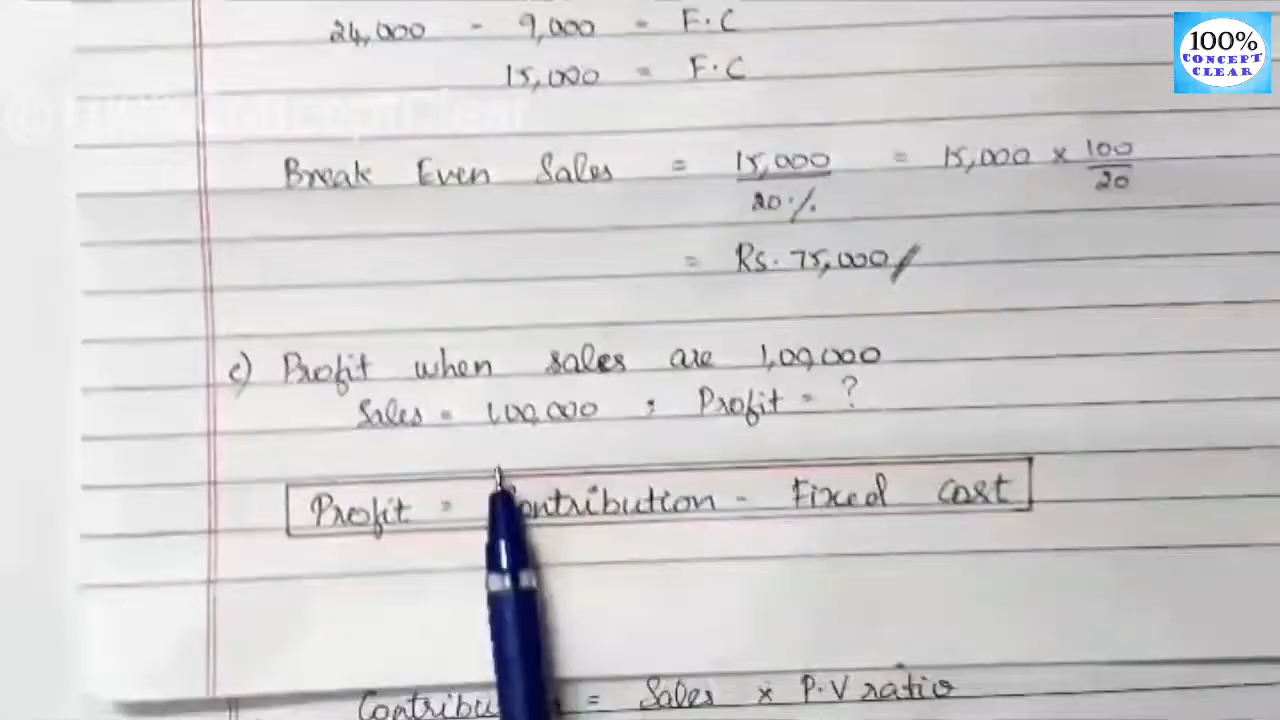 24,000 - 9,000 = F.C
15,000 = F.C
100%
CONCEPT
CLEAR
Break Even Sales = 15,000 / 20% = 15,000 × 100 / 20
= Rs. 75,000/
c) Profit when sales are 1,00,000
Sales = 1,00,000 ; Profit = ?
Profit = Contribution - Fixed cost
= Sales × P.V ratio